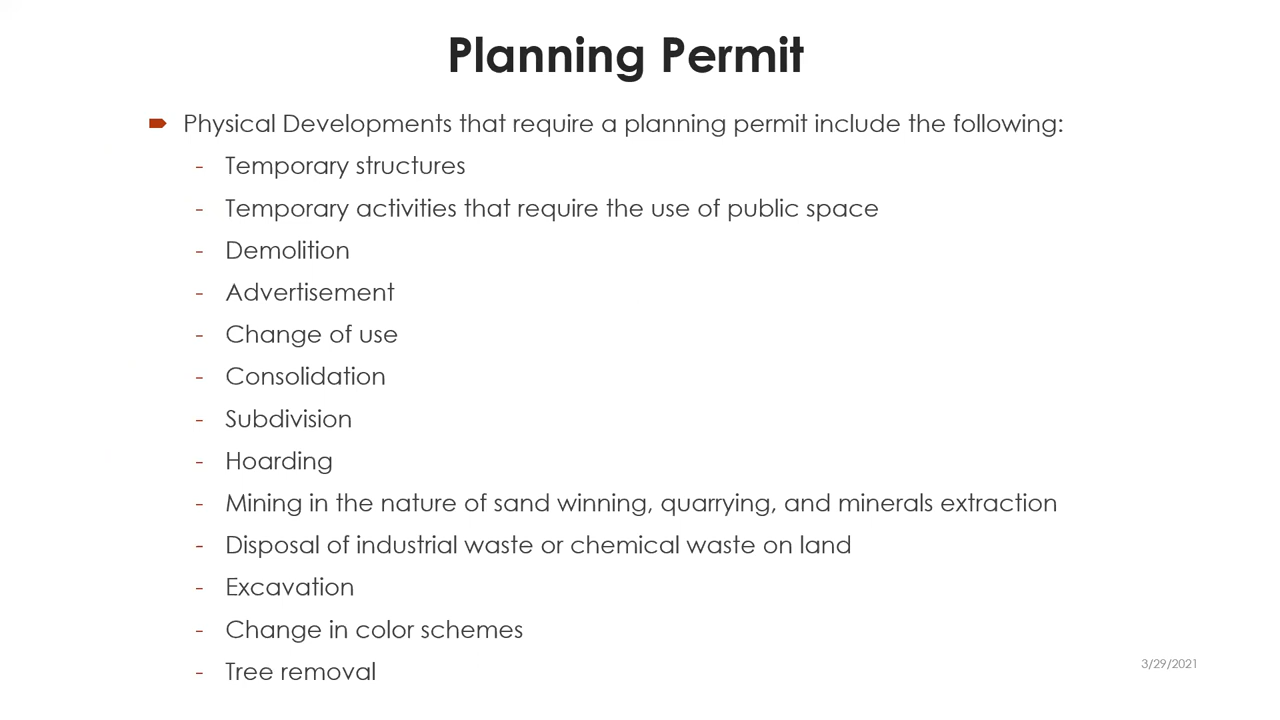 Planning Permit
Physical Developments that require a planning permit include the following:
- Temporary structures
- Temporary activities that require the use of public space
- Demolition
- Advertisement
- Change of use
- Consolidation
- Subdivision
- Hoarding
- Mining in the nature of sand winning, quarrying, and minerals extraction
- Disposal of industrial waste or chemical waste on land
- Excavation
- Change in color schemes
- Tree removal
3/29/2021